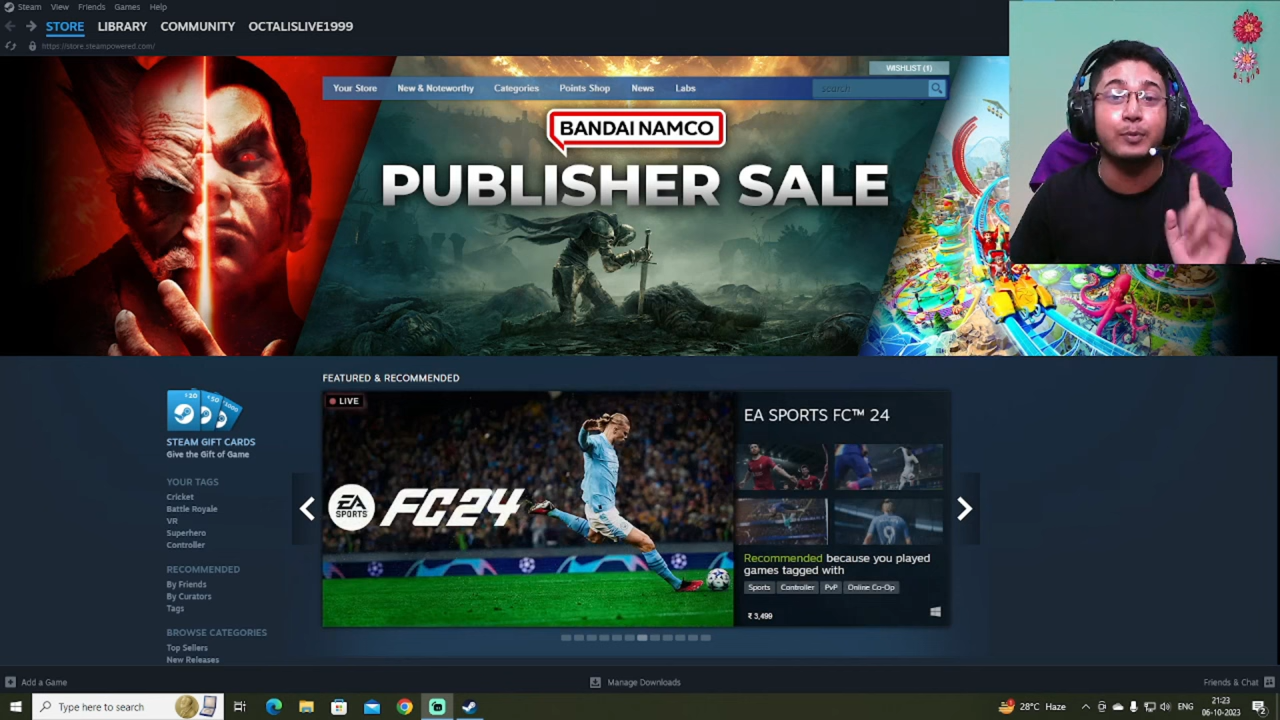 Steam View Friends Games Help
STORE LIBRARY COMMUNITY OCTALISLIVE1999
https://store.steampowered.com/
WISHLIST (1)
Your Store New & Noteworthy Categories Points Shop News Labs search
BANDAI NAMCO
PUBLISHER SALE
FEATURED & RECOMMENDED
LIVE
EA SPORTS FC™ 24
EA SPORTS FC24
Recommended because you played games tagged with
Sports Controller PvP Online Co-Op
₹ 3,499
$20 €50
STEAM GIFT CARDS
Give the Gift of Game
YOUR TAGS
Cricket
Battle Royale
VR
Superhero
Controller
RECOMMENDED
By Friends
By Curators
Tags
BROWSE CATEGORIES
Top Sellers
New Releases
Add a Game Manage Downloads Friends & Chat
Type here to search 28°C Haze ENG 21:23
06-10-2023 2